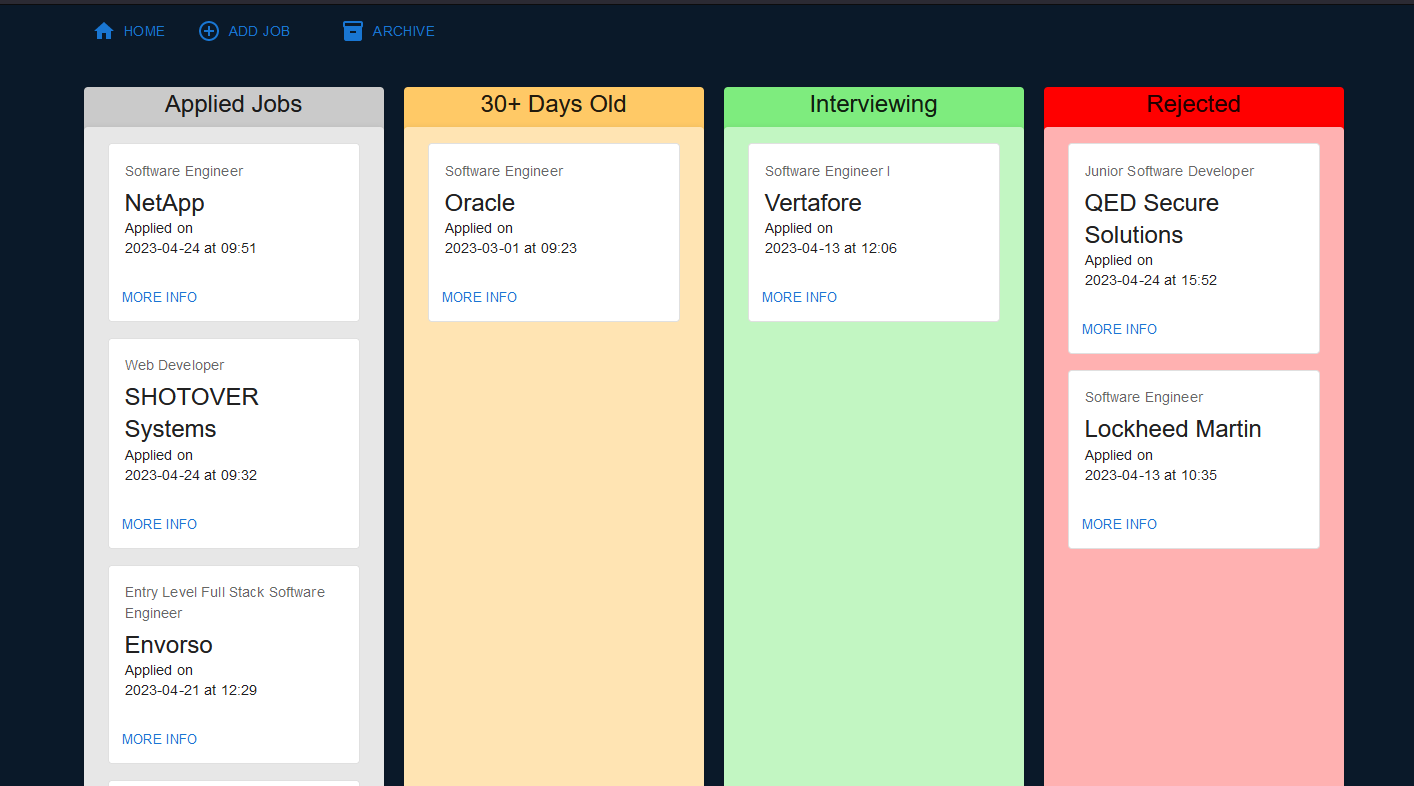 HOME
ADD JOB
ARCHIVE
Applied Jobs
Software Engineer
NetApp
Applied on
2023-04-24 at 09:51
MORE INFO
Web Developer
SHOTOVER
Systems
Applied on
2023-04-24 at 09:32
MORE INFO
Entry Level Full Stack Software
Engineer
Envorso
Applied on
2023-04-21 at 12:29
MORE INFO
30+ Days Old
Software Engineer
Oracle
Applied on
2023-03-01 at 09:23
MORE INFO
Interviewing
Software Engineer I
Vertafore
Applied on
2023-04-13 at 12:06
MORE INFO
Rejected
Junior Software Developer
QED Secure
Solutions
Applied on
2023-04-24 at 15:52
MORE INFO
Software Engineer
Lockheed Martin
Applied on
2023-04-13 at 10:35
MORE INFO